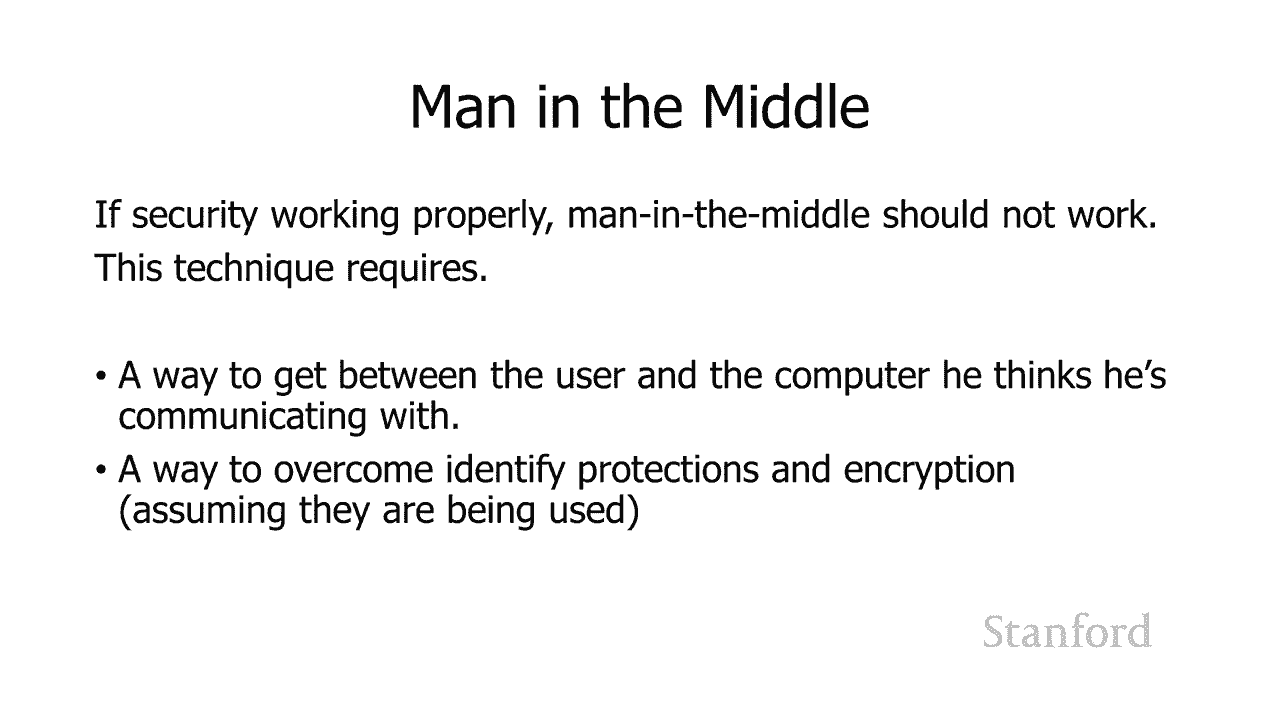 Man in the Middle
If security working properly, man-in-the-middle should not work.
This technique requires.
• A way to get between the user and the computer he thinks he’s
communicating with.
• A way to overcome identify protections and encryption
(assuming they are being used)
Stanford